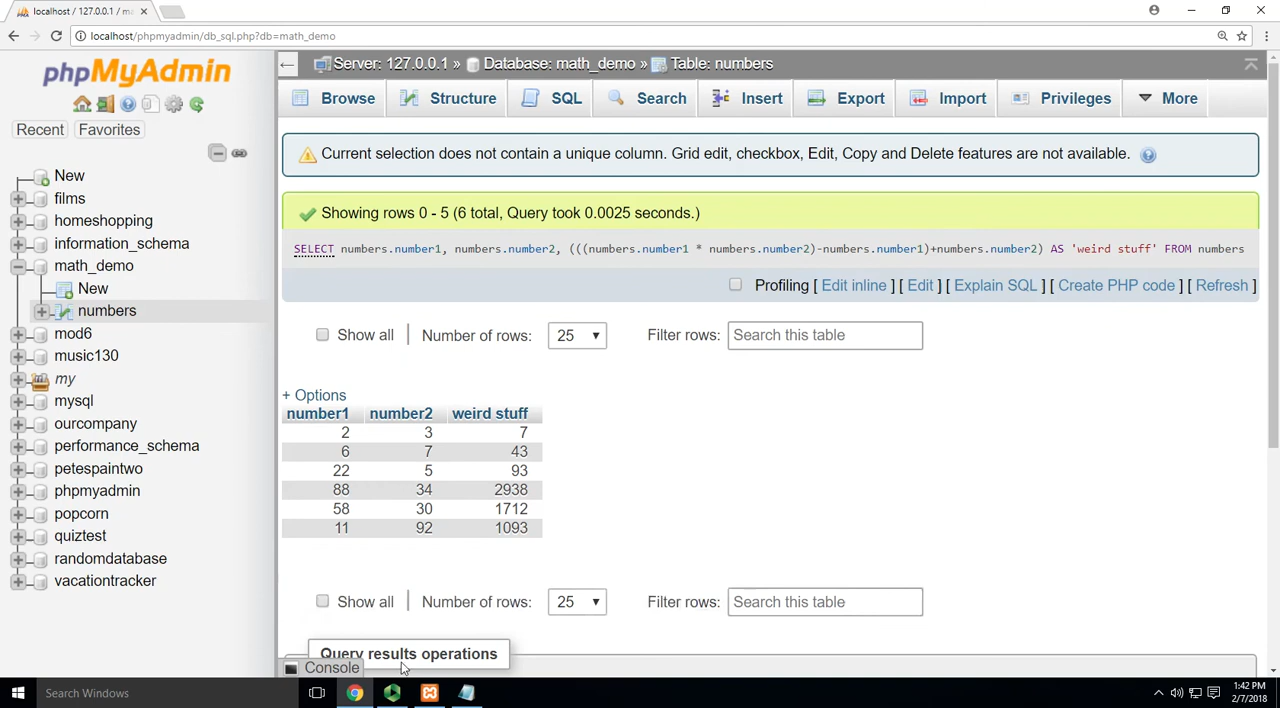 localhost / 127.0.0.1 / m
localhost/phpmyadmin/db_sql.php?db=math_demo
phpMyAdmin
Recent Favorites
New
films
homeshopping
information_schema
math_demo
New
numbers
mod6
music130
my
mysql
ourcompany
performance_schema
petespaintwo
phpmyadmin
popcorn
quiztest
randomdatabase
vacationtracker
Server: 127.0.0.1 » Database: math_demo » Table: numbers
Browse Structure SQL Search Insert Export Import Privileges More
Current selection does not contain a unique column. Grid edit, checkbox, Edit, Copy and Delete features are not available.
Showing rows 0 - 5 (6 total, Query took 0.0025 seconds.)
SELECT numbers.number1, numbers.number2, (((numbers.number1 * numbers.number2)-numbers.number1)+numbers.number2) AS 'weird stuff' FROM numbers
Profiling [ Edit inline ] [ Edit ] [ Explain SQL ] [ Create PHP code ] [ Refresh ]
Show all | Number of rows: 25 Filter rows: Search this table
+ Options
number1 number2 weird stuff
2 3 7
6 7 43
22 5 93
88 34 2938
58 30 1712
11 92 1093
Show all | Number of rows: 25 Filter rows: Search this table
Query results operations
Console
Search Windows
1:42 PM
2/7/2018